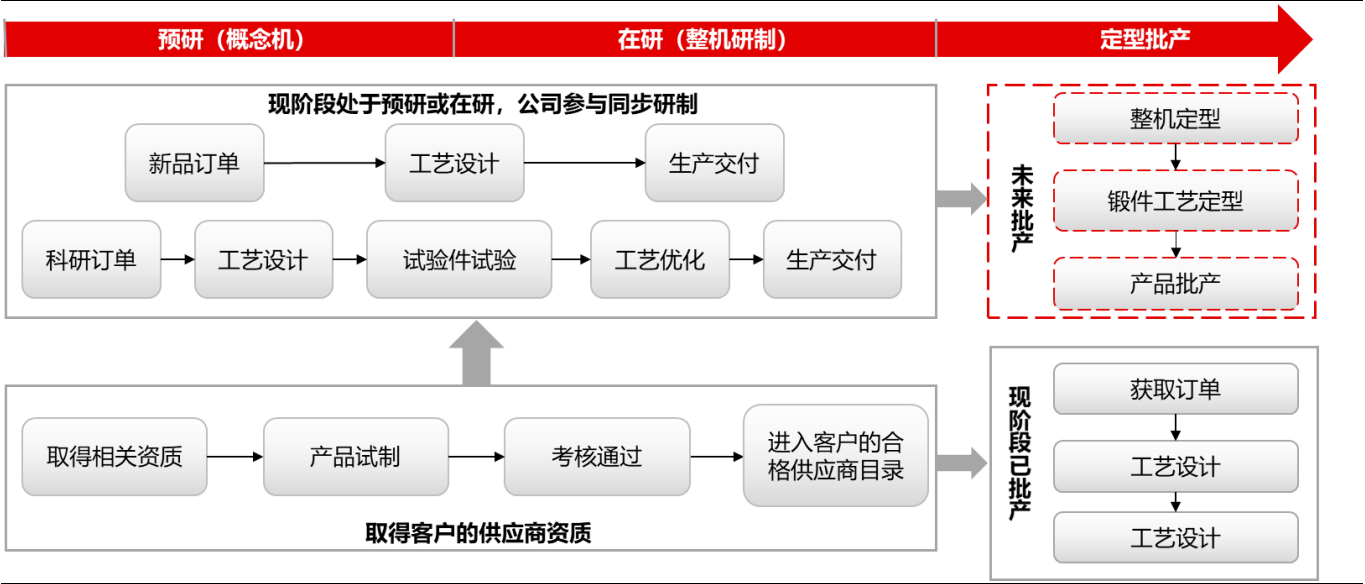 预研（概念机）
在研（整机研制）
定型批产
现阶段处于预研或在研，公司参与同步研制
新品订单
工艺设计
生产交付
科研订单
工艺设计
试验件试验
工艺优化
生产交付
未来批产
整机定型
锻件工艺定型
产品批产
取得相关资质
产品试制
考核通过
进入客户的合
格供应商目录
取得客户的供应商资质
现阶段已批产
获取订单
工艺设计
工艺设计